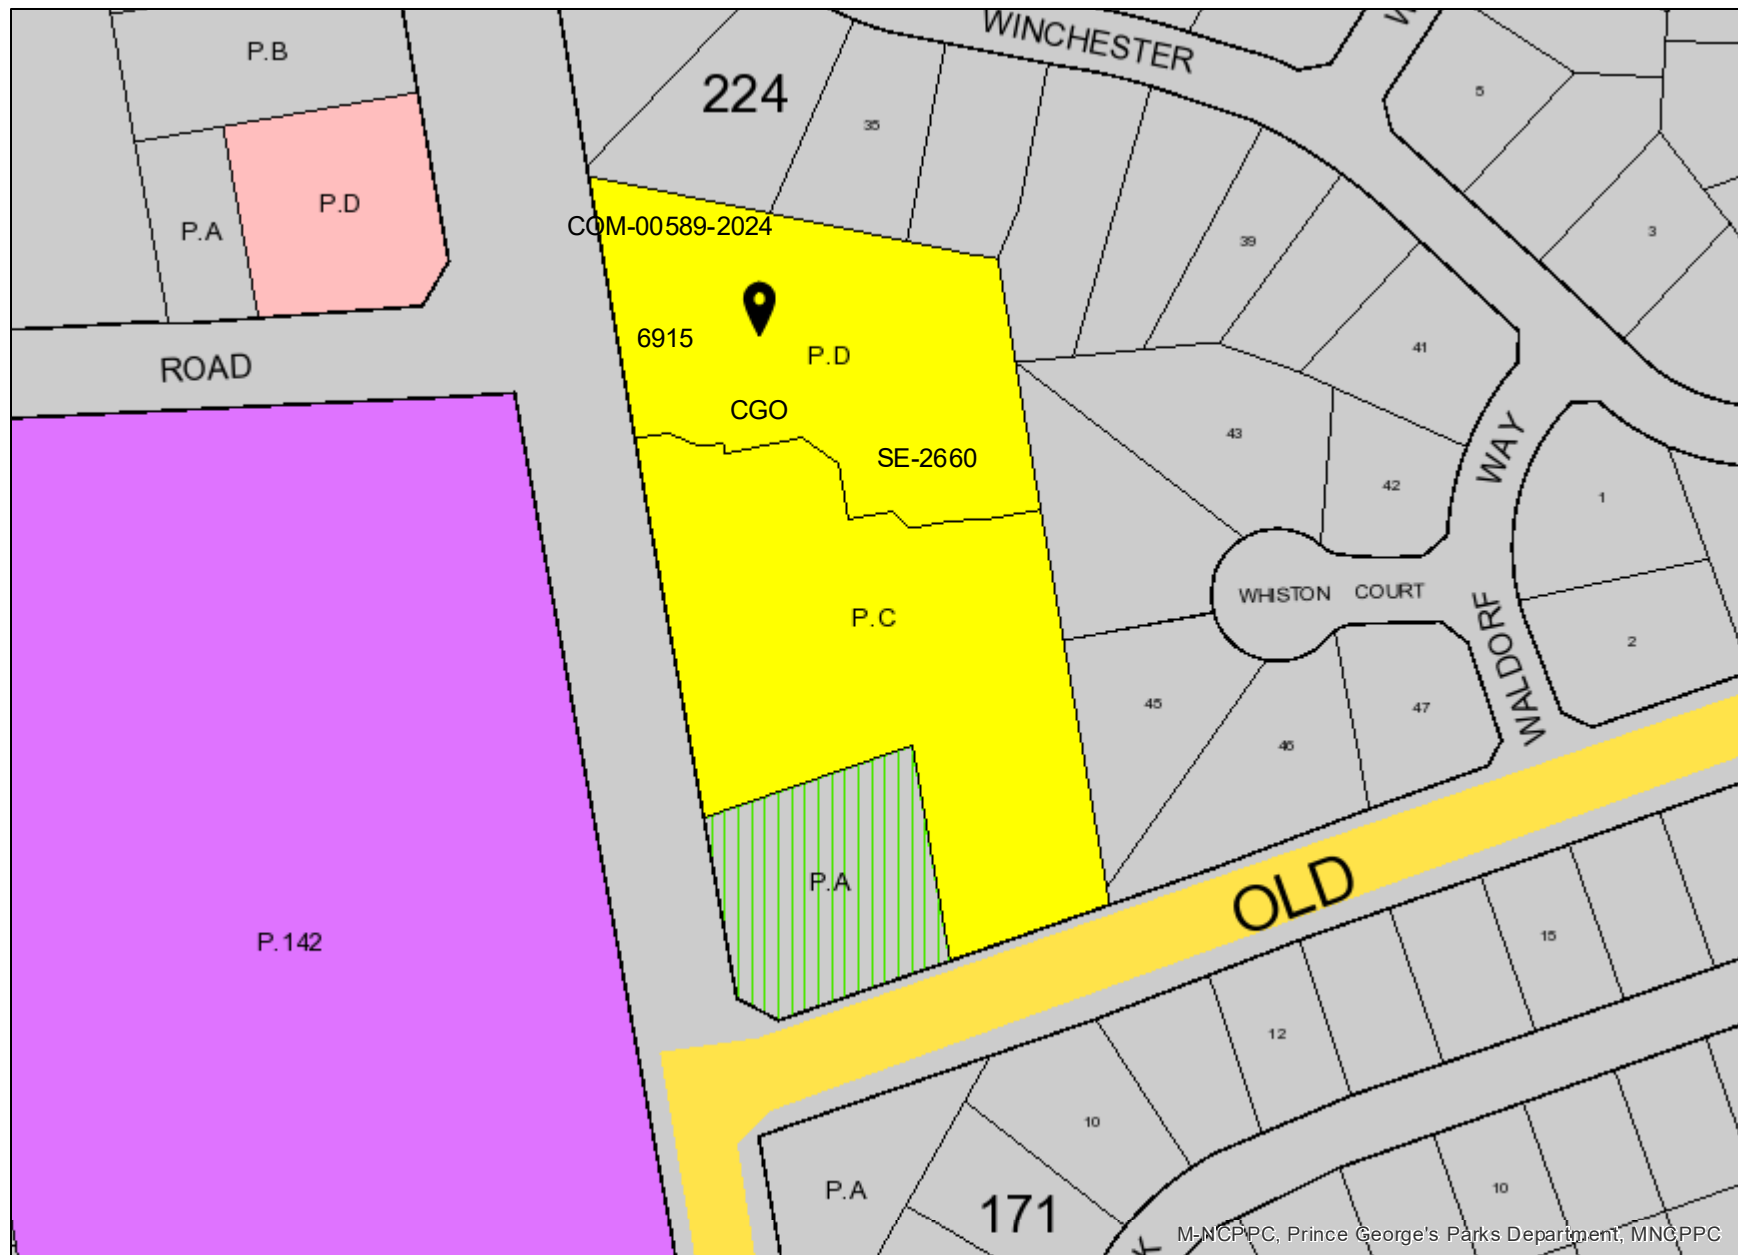 WINCHESTER
P.B
224
5
35
P.D
P.A
COM-00589-2024
3
39
6915
P.D
ROAD
41
CGO
43
WAY
SE-2660
42
1
WHISTON COURT
P.C
2
WALDORF
45
47
46
P.A
OLD
P.142
15
12
10
P.A
171
10
K
M-NCPPC, Prince George's Parks Department, MNCPPC